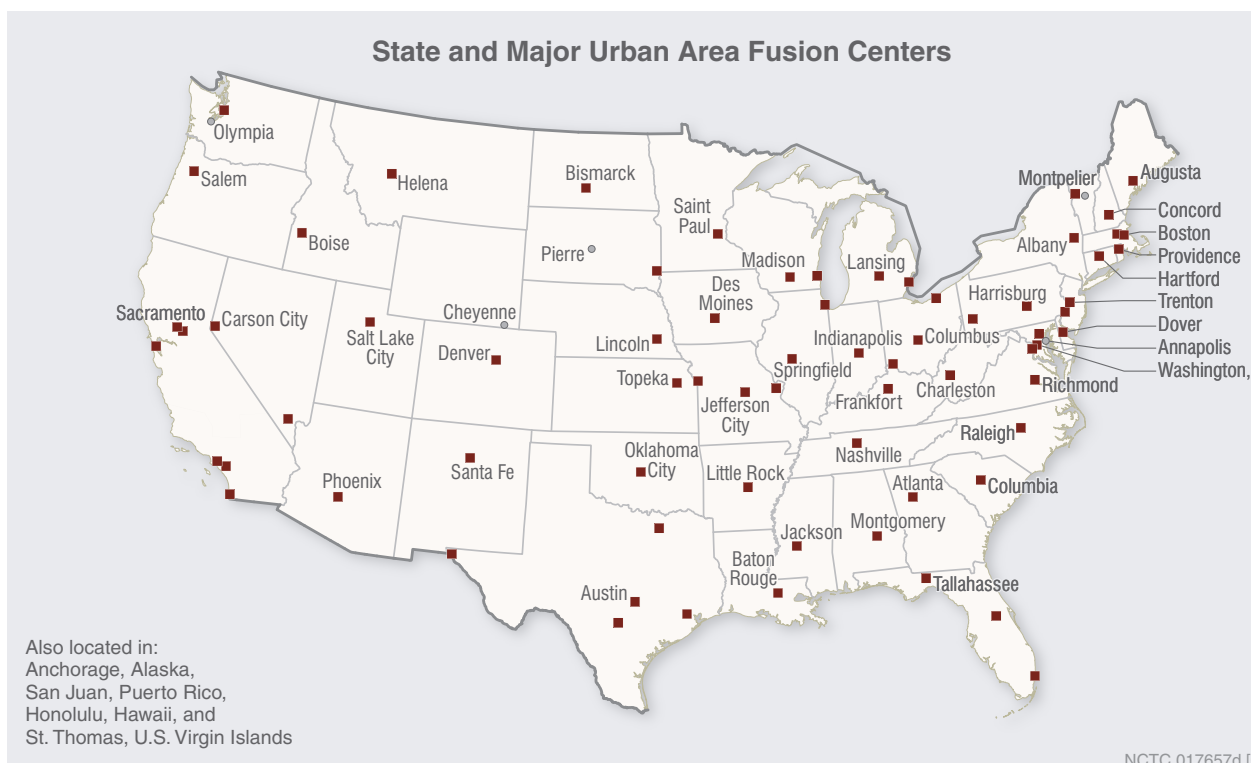 State and Major Urban Area Fusion Centers
Olympia
Salem
Helena
Boise
Bismarck
Pierre
Saint
Paul
Madison
Lansing
Montpelier
Augusta
Concord
Boston
Albany
Providence
Hartford
Harrisburg
Trenton
Dover
Annapolis
Washington,
Sacramento
Carson City
Salt Lake
City
Cheyenne
Denver
Des
Moines
Lincoln
Topeka
Jefferson
City
Springfield
Indianapolis
Columbus
Frankfort
Charleston
Richmond
Raleigh
Nashville
Oklahoma
City
Little Rock
Santa Fe
Phoenix
Atlanta
Columbia
Montgomery
Jackson
Baton
Rouge
Austin
Tallahassee
Also located in:
Anchorage, Alaska,
San Juan, Puerto Rico,
Honolulu, Hawaii, and
St. Thomas, U.S. Virgin Islands
NCTC 017657d [